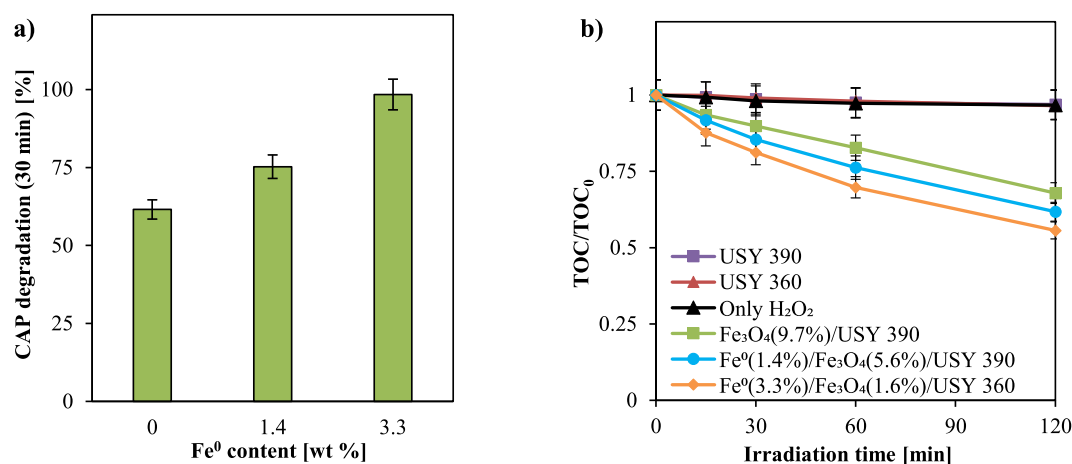 a)
CAP degradation (30 min) [%]
100
75
50
25
0
0 1.4 3.3
Fe⁰ content [wt %]
b)
TOC/TOC₀
1
0.75
0.5
0.25
0
USY 390
USY 360
Only H₂O₂
Fe₃O₄(9.7%)/USY 390
Fe⁰(1.4%)/Fe₃O₄(5.6%)/USY 390
Fe⁰(3.3%)/Fe₃O₄(1.6%)/USY 360
0 30 60 90 120
Irradiation time [min]